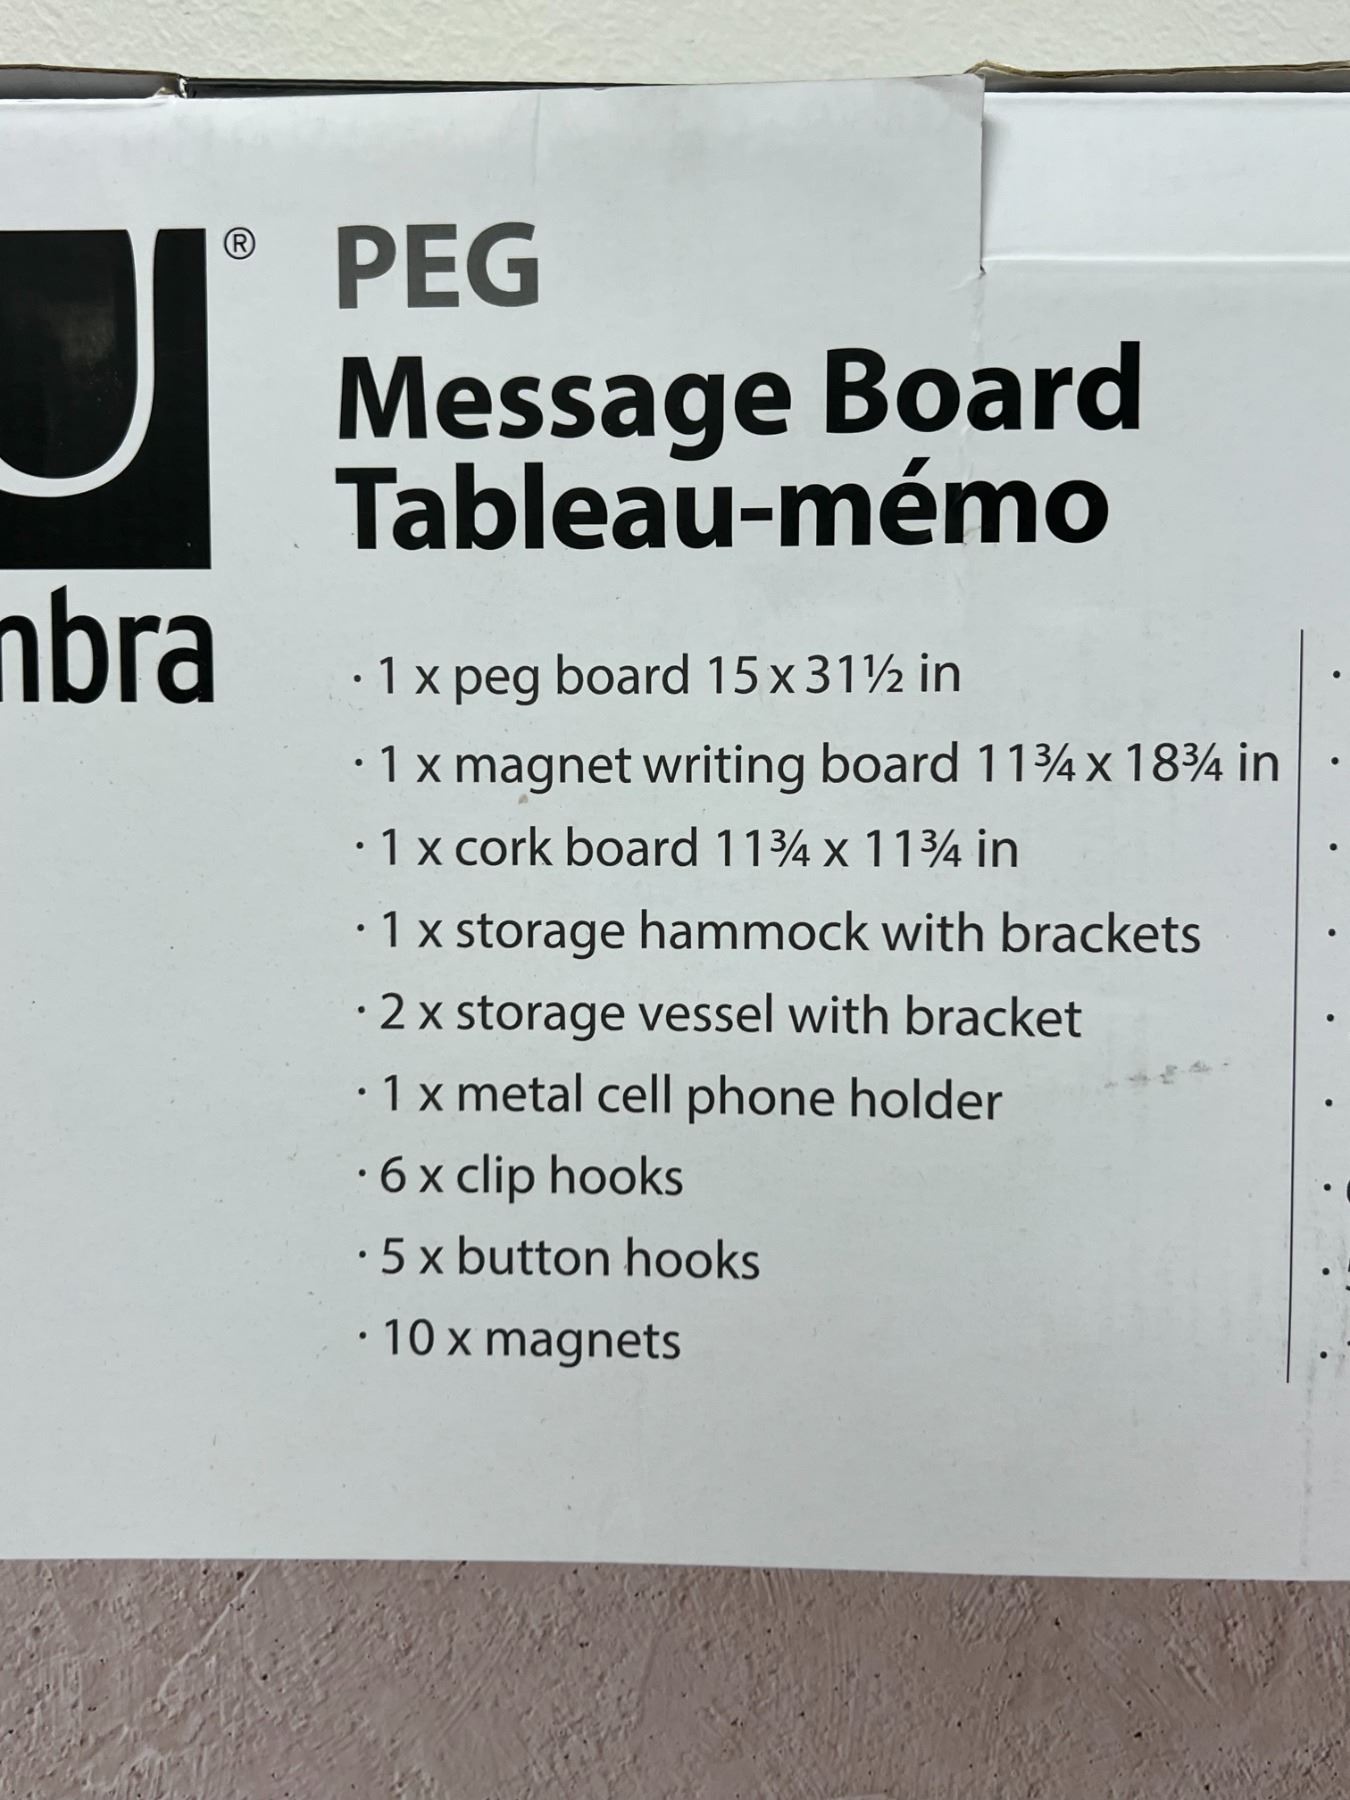 ®
PEG
Message Board
Tableau-mémo
mbra
· 1 x peg board 15 x 31½ in
· 1 x magnet writing board 11¾ x 18¾ in
· 1 x cork board 11¾ x 11¾ in
· 1 x storage hammock with brackets
· 2 x storage vessel with bracket
· 1 x metal cell phone holder
· 6 x clip hooks
· 5 x button hooks
· 10 x magnets